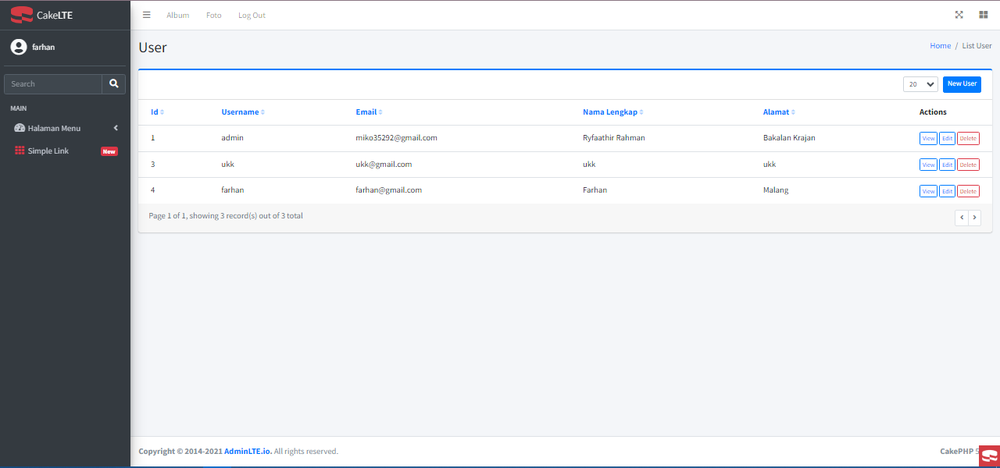 CakeLTE
Album Foto Log Out
farhan
User
Home / List User
Search
20 New User
MAIN
Halaman Menu
Simple Link New
Id Username Email Nama Lengkap Alamat Actions
1 admin miko35292@gmail.com Ryfaathir Rahman Bakalan Krajan View Edit Delete
3 ukk ukk@gmail.com ukk ukk View Edit Delete
4 farhan farhan@gmail.com Farhan Malang View Edit Delete
Page 1 of 1, showing 3 record(s) out of 3 total
Copyright © 2014-2021 AdminLTE.io. All rights reserved.
CakePHP